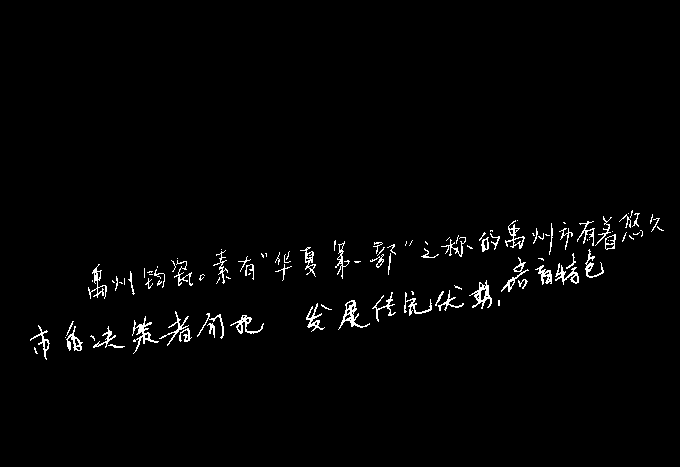 禹州钧瓷。素有“华夏第一都”之称的禹州市有着悠久
市的决策者们把 发展传统优势,培育特色